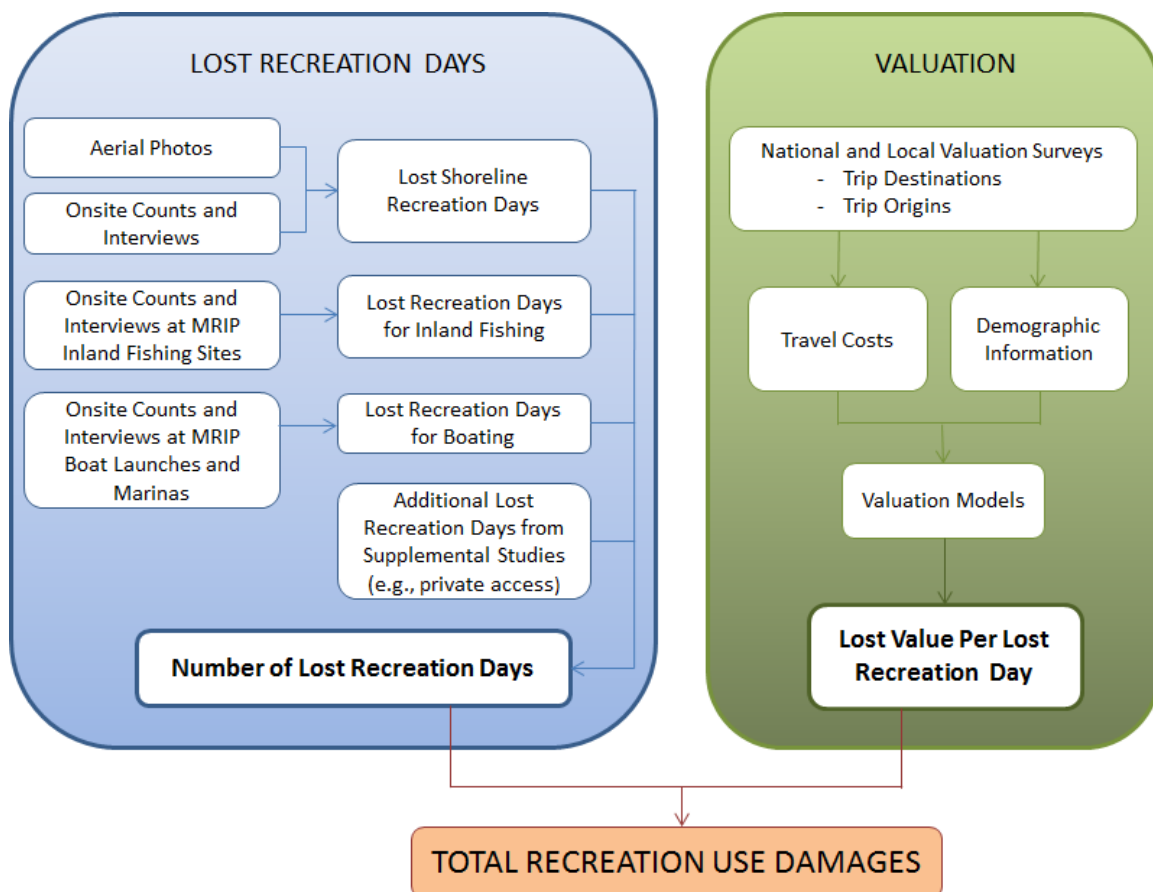 LOST RECREATION DAYS
Aerial Photos
Onsite Counts and
Interviews
Lost Shoreline
Recreation Days
Onsite Counts and
Interviews at MRIP
Inland Fishing Sites
Lost Recreation Days
for Inland Fishing
Onsite Counts and
Interviews at MRIP
Boat Launches and
Marinas
Lost Recreation Days
for Boating
Additional Lost
Recreation Days from
Supplemental Studies
(e.g., private access)
Number of Lost Recreation Days
VALUATION
National and Local Valuation Surveys
- Trip Destinations
- Trip Origins
Travel Costs
Demographic
Information
Valuation Models
Lost Value Per Lost
Recreation Day
TOTAL RECREATION USE DAMAGES